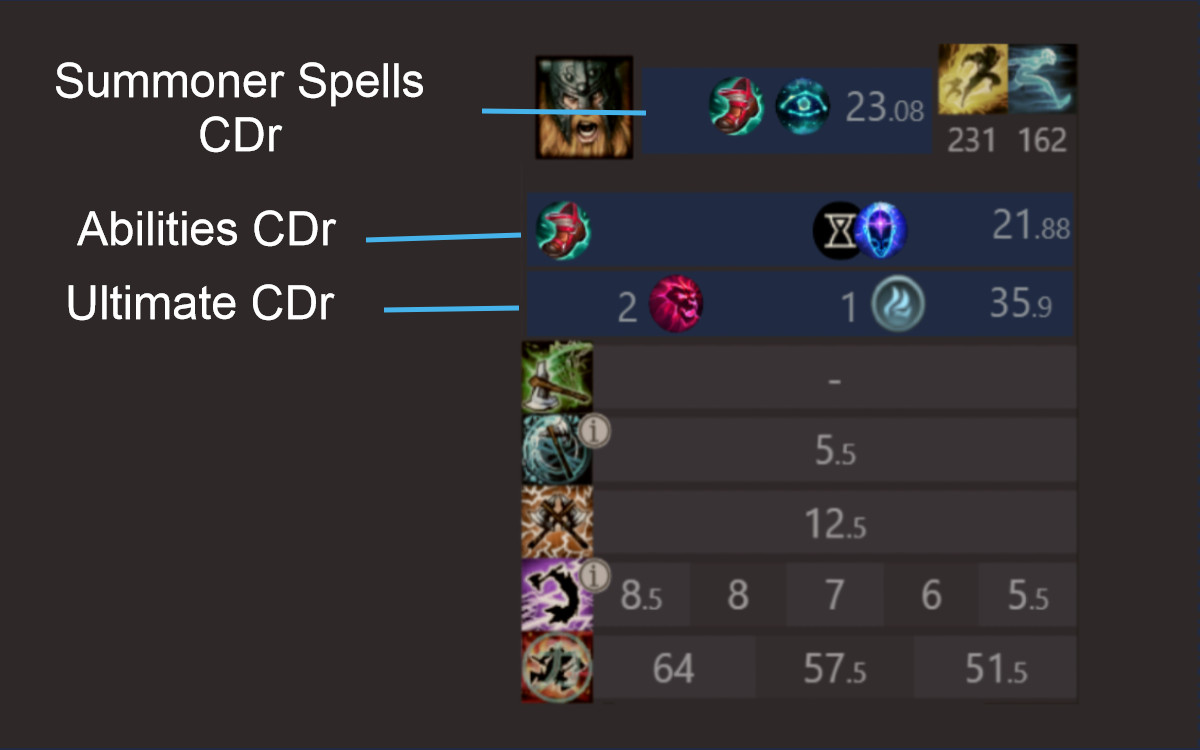 Summoner Spells
CDr
23.08
231 162
Abilities CDr
21.88
Ultimate CDr
2 1 35.9
-
i
5.5
12.5
i
8.5 8 7 6 5.5
64 57.5 51.5